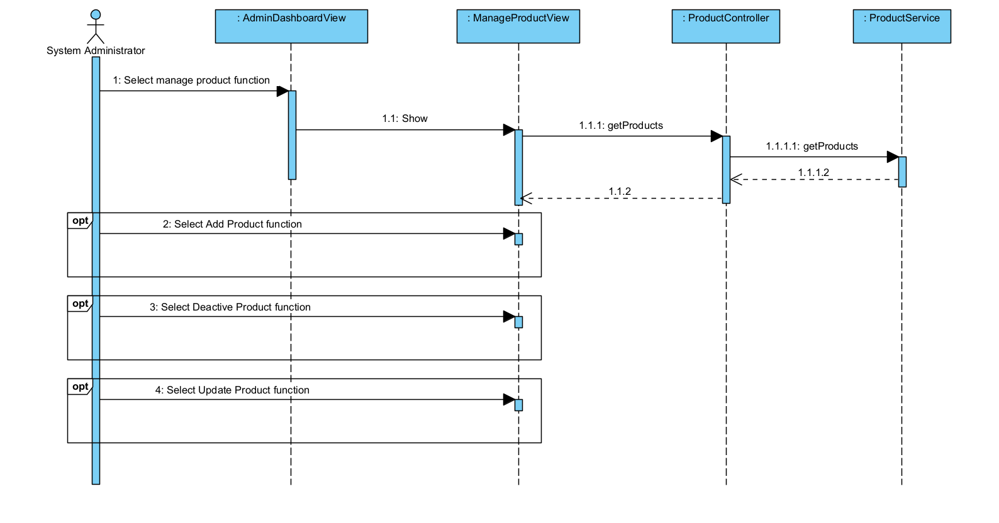 : AdminDashboardView
: ManageProductView
: ProductController
: ProductService
System Administrator
1: Select manage product function
1.1: Show
1.1.1: getProducts
1.1.1.1: getProducts
1.1.1.2
1.1.2
opt
2: Select Add Product function
opt
3: Select Deactive Product function
opt
4: Select Update Product function